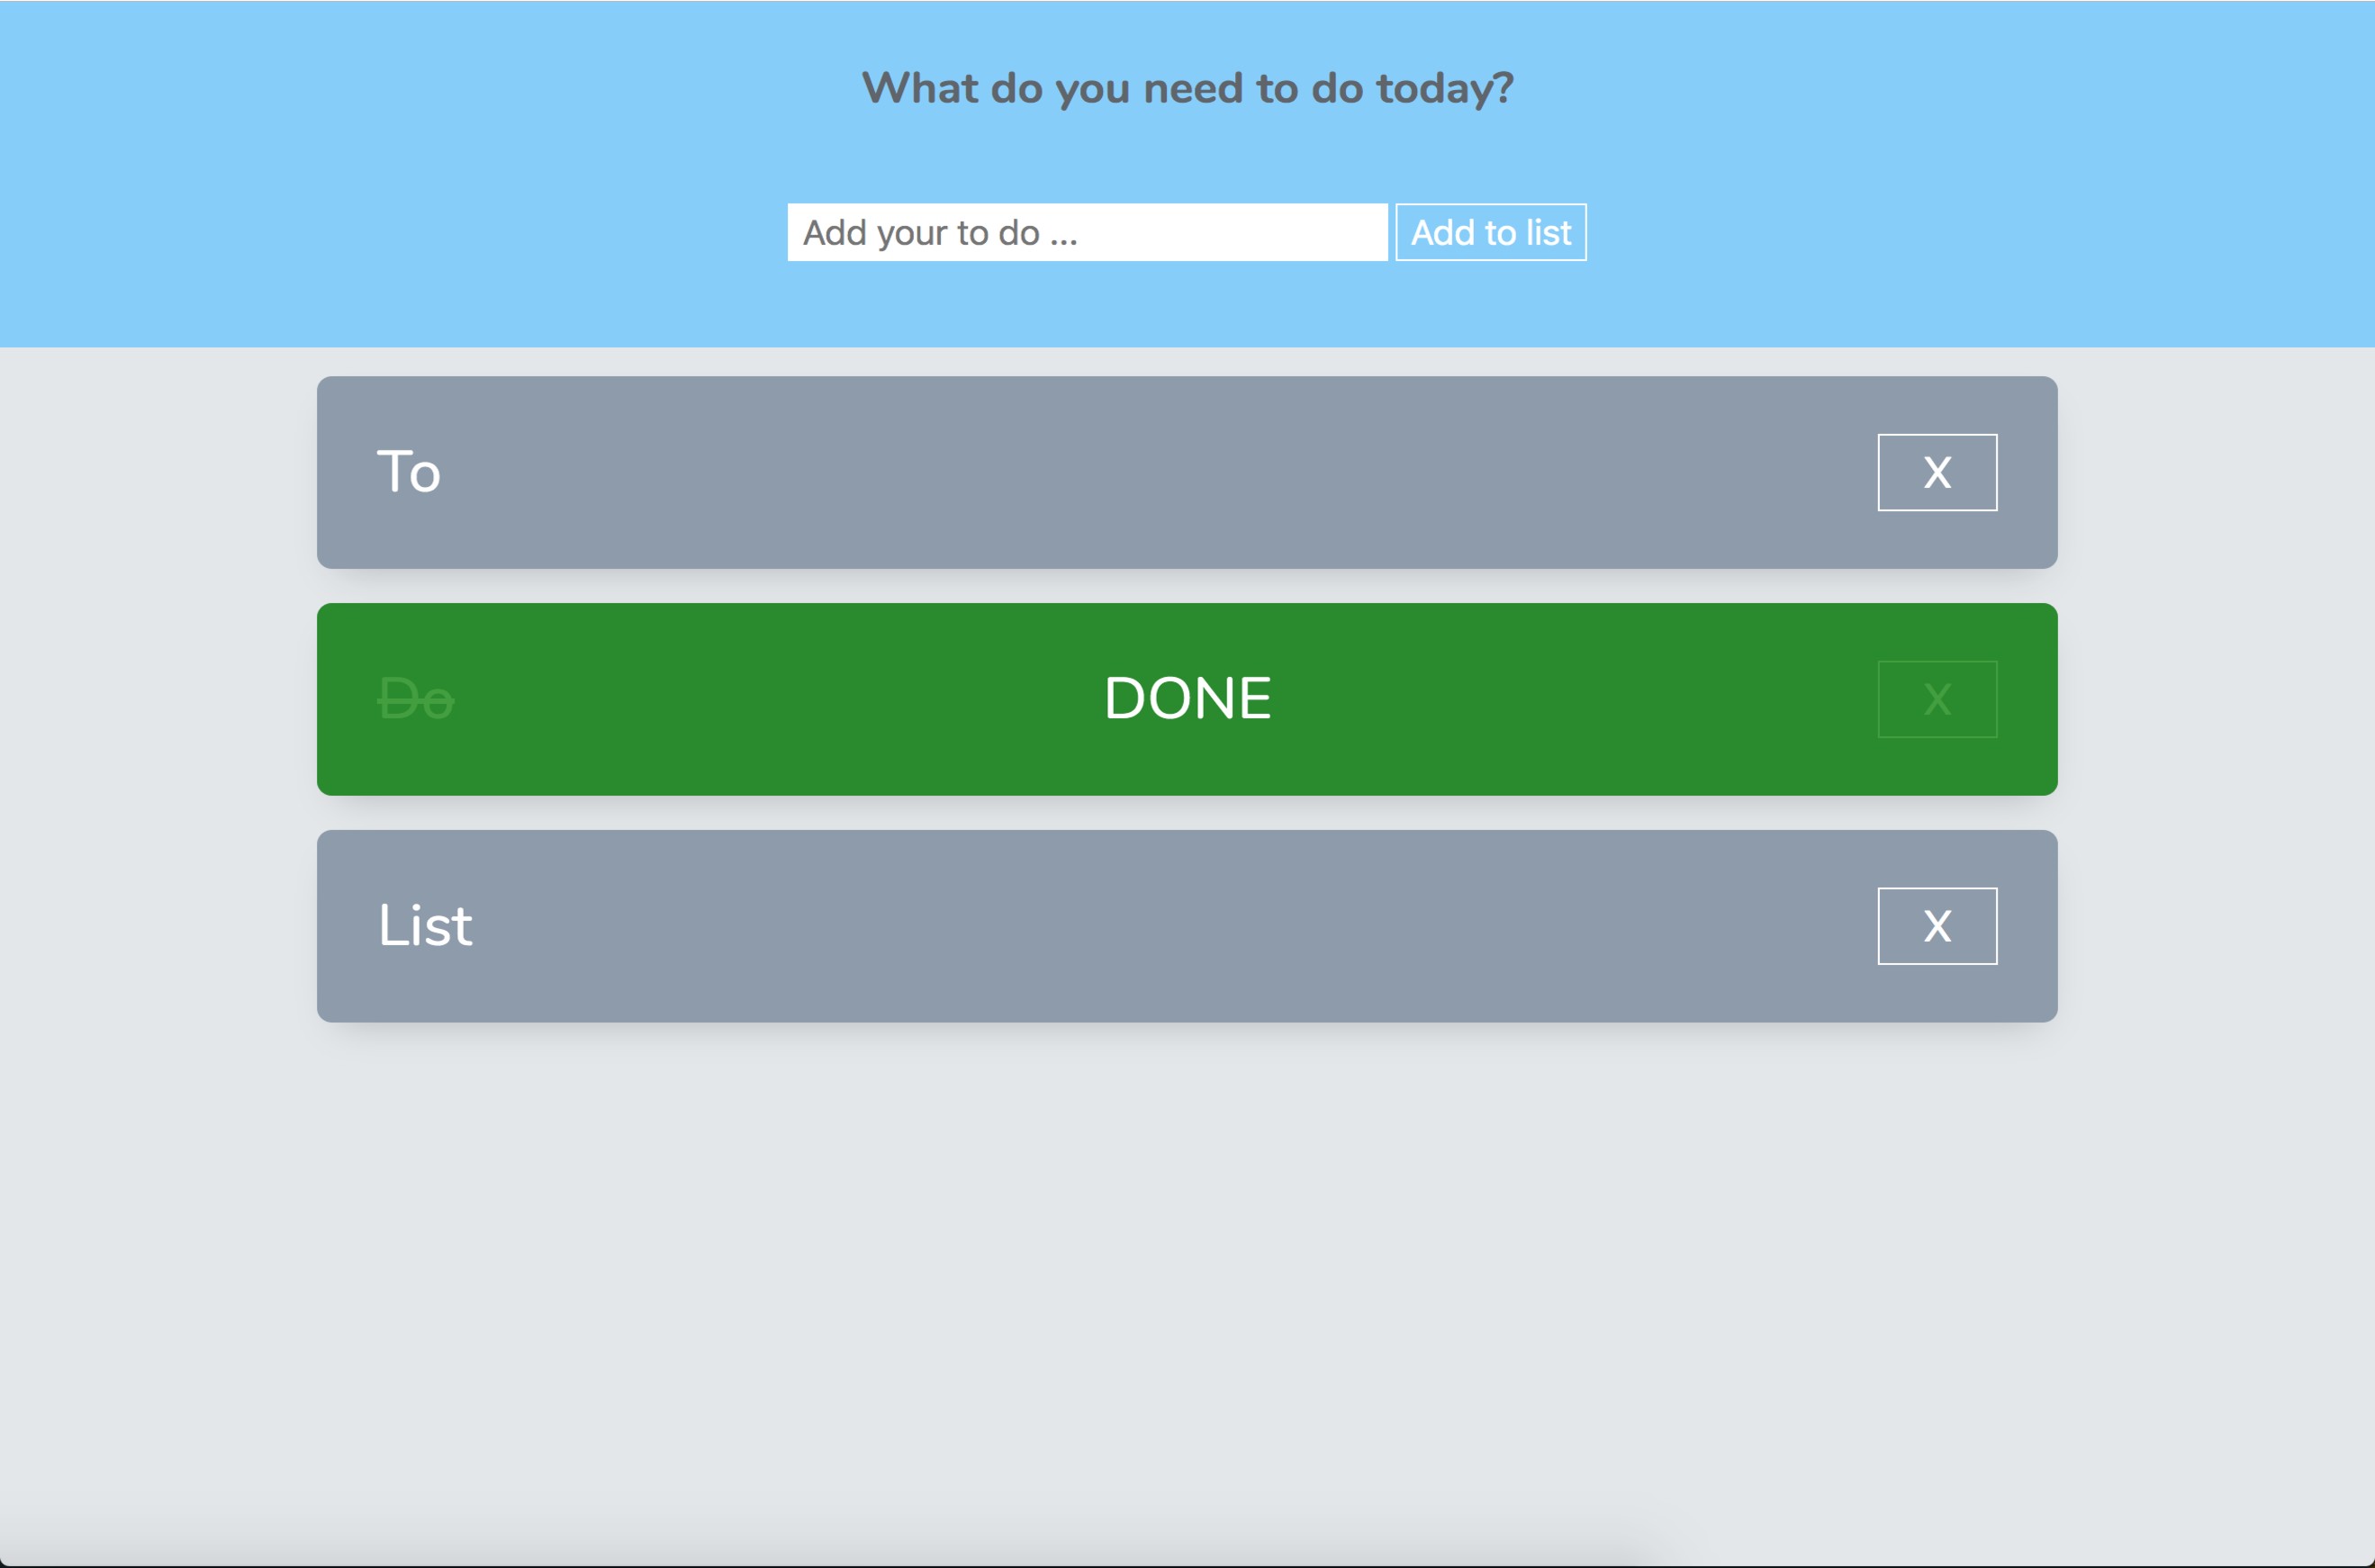 What do you need to do today?
Add your to do ... Add to list
To X
Do DONE X
List X